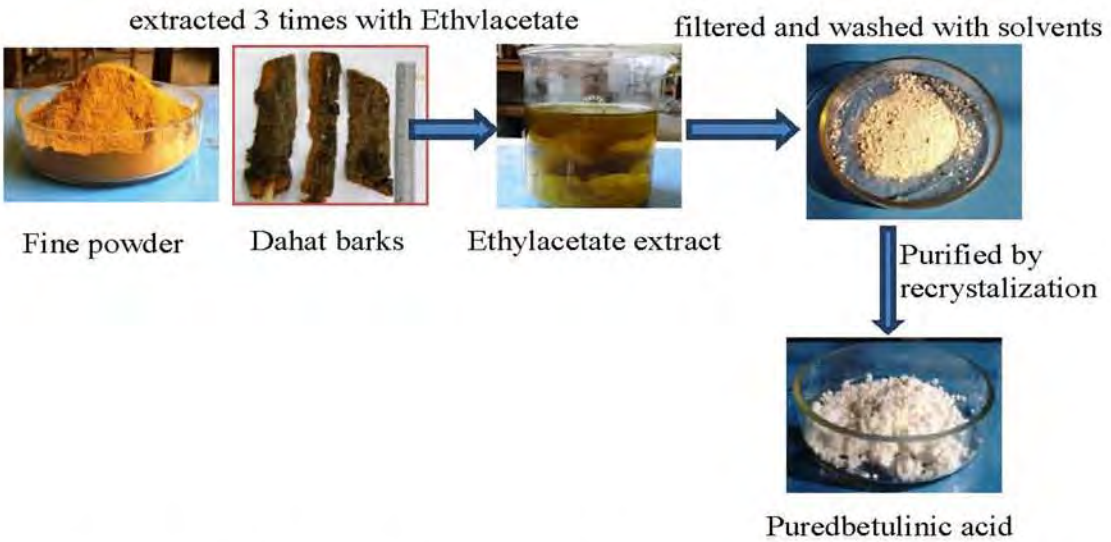 extracted 3 times with Ethvlacetate
filtered and washed with solvents
Fine powder
Dahat barks
Ethylacetate extract
Purified by
recrystalization
Puredbetulinic acid